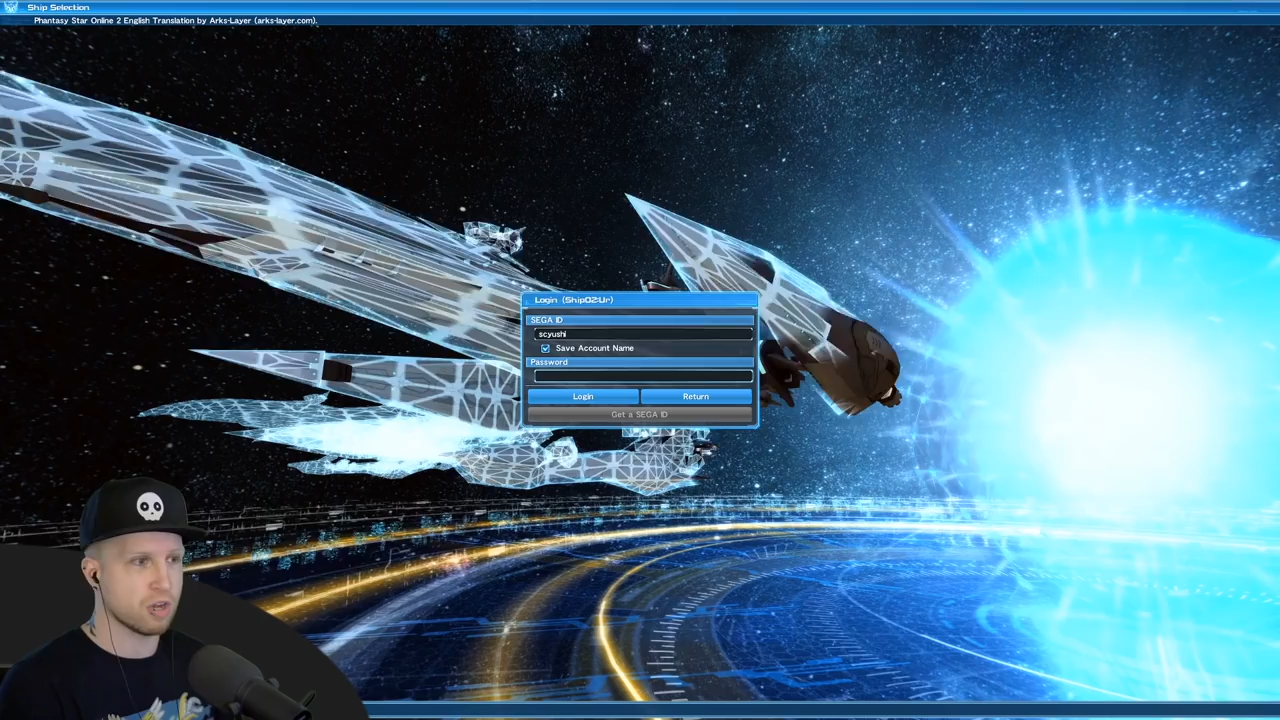 Ship Selection
Phantasy Star Online 2 English Translation by Arks-Layer (arks-layer.com).
Login (Ship02:Ur)
SEGA ID
scyushi
Save Account Name
Password
Login
Return
Get a SEGA ID